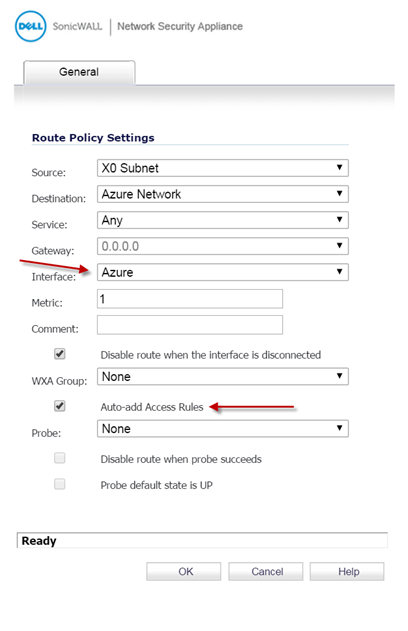 DELL SonicWALL | Network Security Appliance
General
Route Policy Settings
Source: X0 Subnet
Destination: Azure Network
Service: Any
Gateway: 0.0.0.0
Interface: Azure
Metric: 1
Comment:
Disable route when the interface is disconnected
WXA Group: None
Auto-add Access Rules
Probe: None
Disable route when probe succeeds
Probe default state is UP
Ready
OK Cancel Help